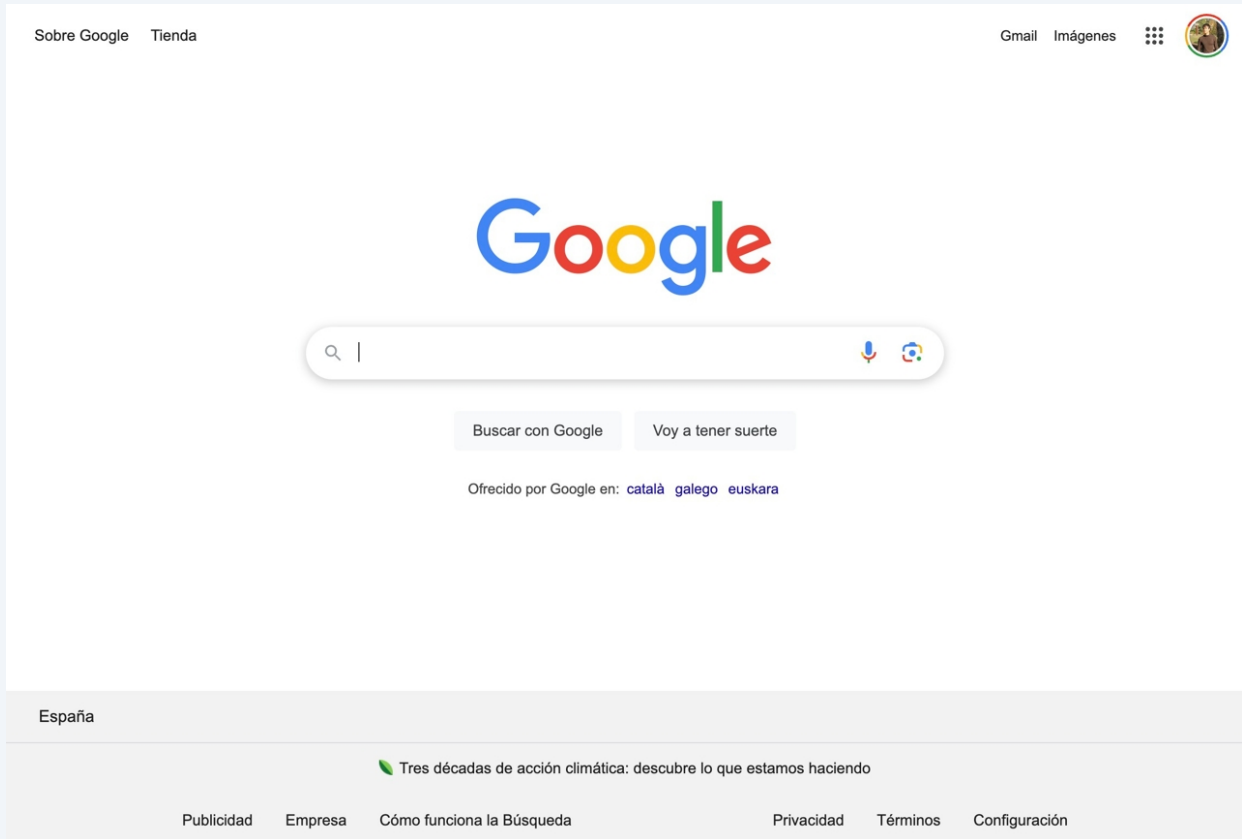 Sobre Google Tienda Gmail Imágenes
Google
Buscar con Google Voy a tener suerte
Ofrecido por Google en: català galego euskara
España
Tres décadas de acción climática: descubre lo que estamos haciendo
Publicidad Empresa Cómo funciona la Búsqueda Privacidad Términos Configuración